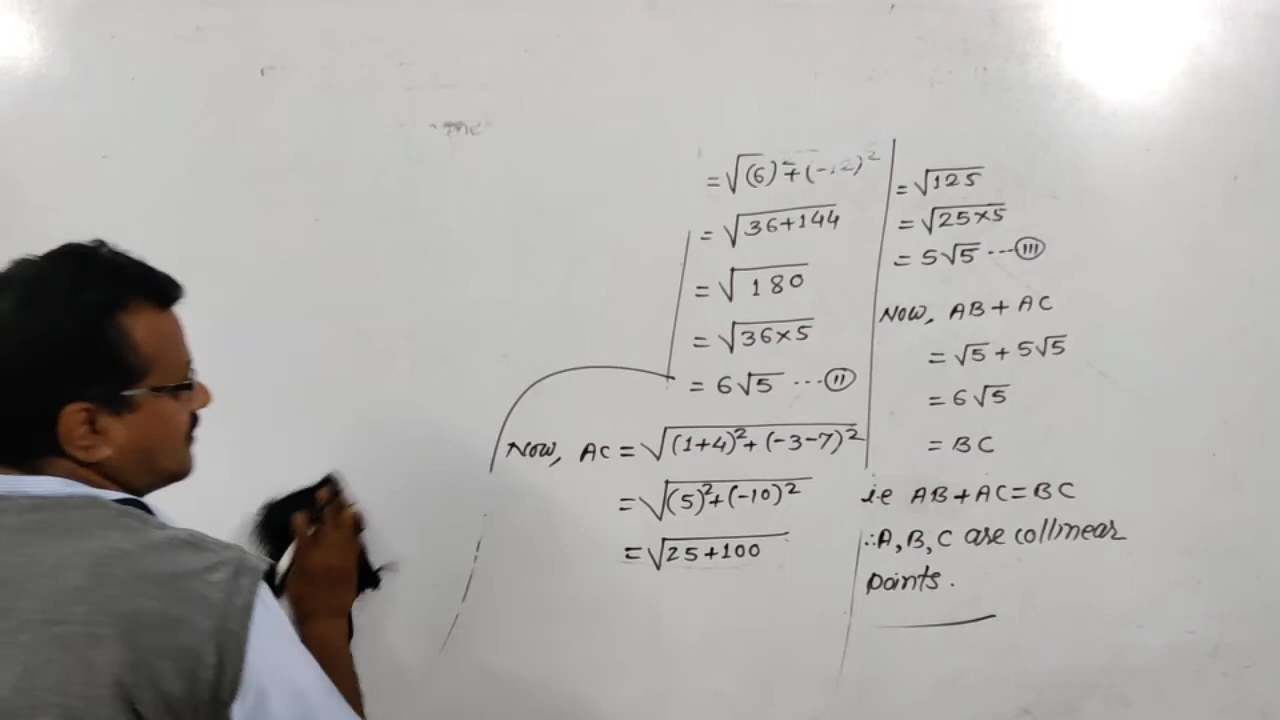 = √(6)² + (-12)²
= √36+144
= √180
= √36×5
= 6√5 ---(II)
Now, AC = √(1+4)²+(-3-7)²
= √(5)²+(-10)²
= √25+100
= √125
= √25×5
= 5√5 ---(III)
Now, AB + AC
= √5 + 5√5
= 6√5
= BC
i.e AB+AC=BC
∴A, B, C are collinear
points.